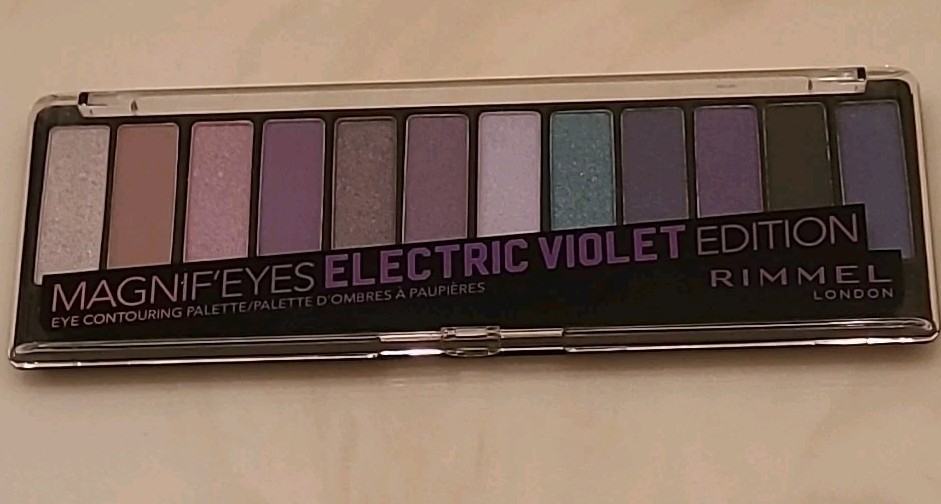 MAGNIF'EYES ELECTRIC VIOLET EDITION
EYE CONTOURING PALETTE/PALETTE D'OMBRES À PAUPIÈRES
RIMMEL
LONDON